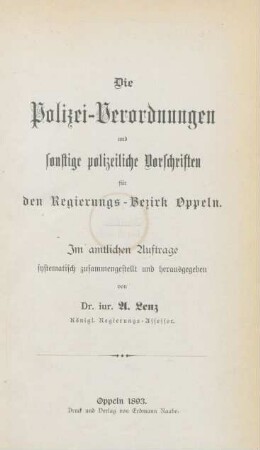 Die
Polizei-Verordnungen
und
sonstige polizeiliche Vorschriften
für
den Regierungs-Bezirk Oppeln.
Im amtlichen Auftrage
systematisch zusammengestellt und herausgegeben
von
Dr. iur. A. Lenz
Königl. Regierungs-Assessor.
Oppeln 1893.
Druck und Verlag von Erdmann Raabe.